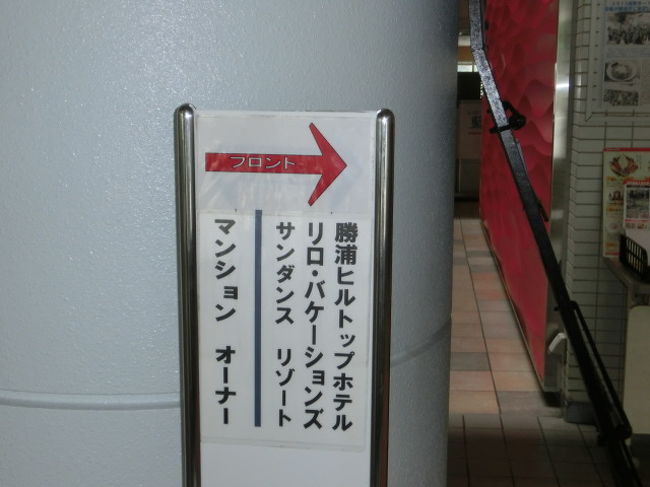 フロント
勝浦ヒルトップホテル
リロ・バケーションズ
サンダンス リゾート
マンション オーナー